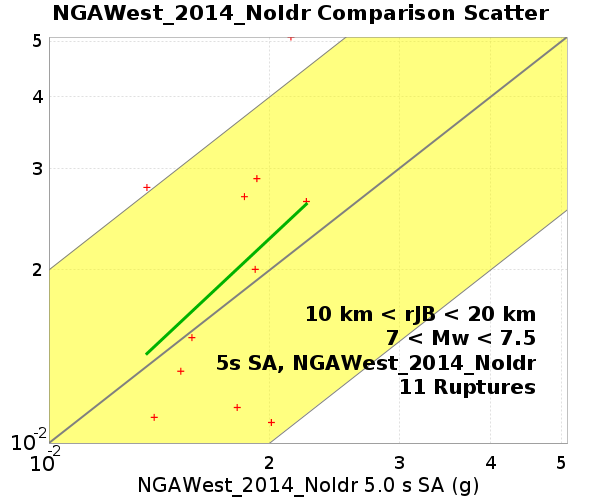 NGAWest_2014_NoIdr Comparison Scatter
5
4
3
2
10-2
10-2
2
3
4
5
10 km < rJB < 20 km
7 < Mw < 7.5
5s SA, NGAWest_2014_NoIdr
11 Ruptures
NGAWest_2014_NoIdr 5.0 s SA (g)